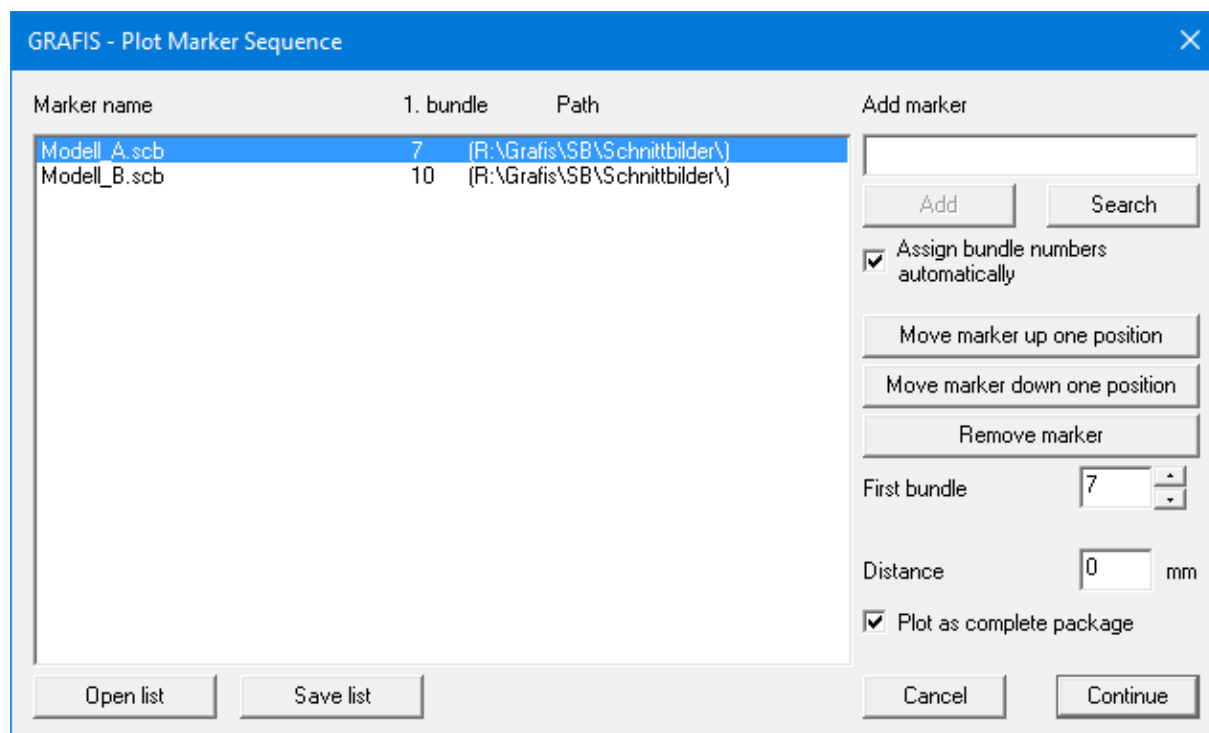 GRAFIS - Plot Marker Sequence
Marker name 1. bundle Path
Modell_A.scb 7 (R:\Grafis\SB\Schnittbilder\)
Modell_B.scb 10 (R:\Grafis\SB\Schnittbilder\)
Add marker
Add Search
Assign bundle numbers
automatically
Move marker up one position
Move marker down one position
Remove marker
First bundle 7
Distance 0 mm
Plot as complete package
Open list Save list Cancel Continue